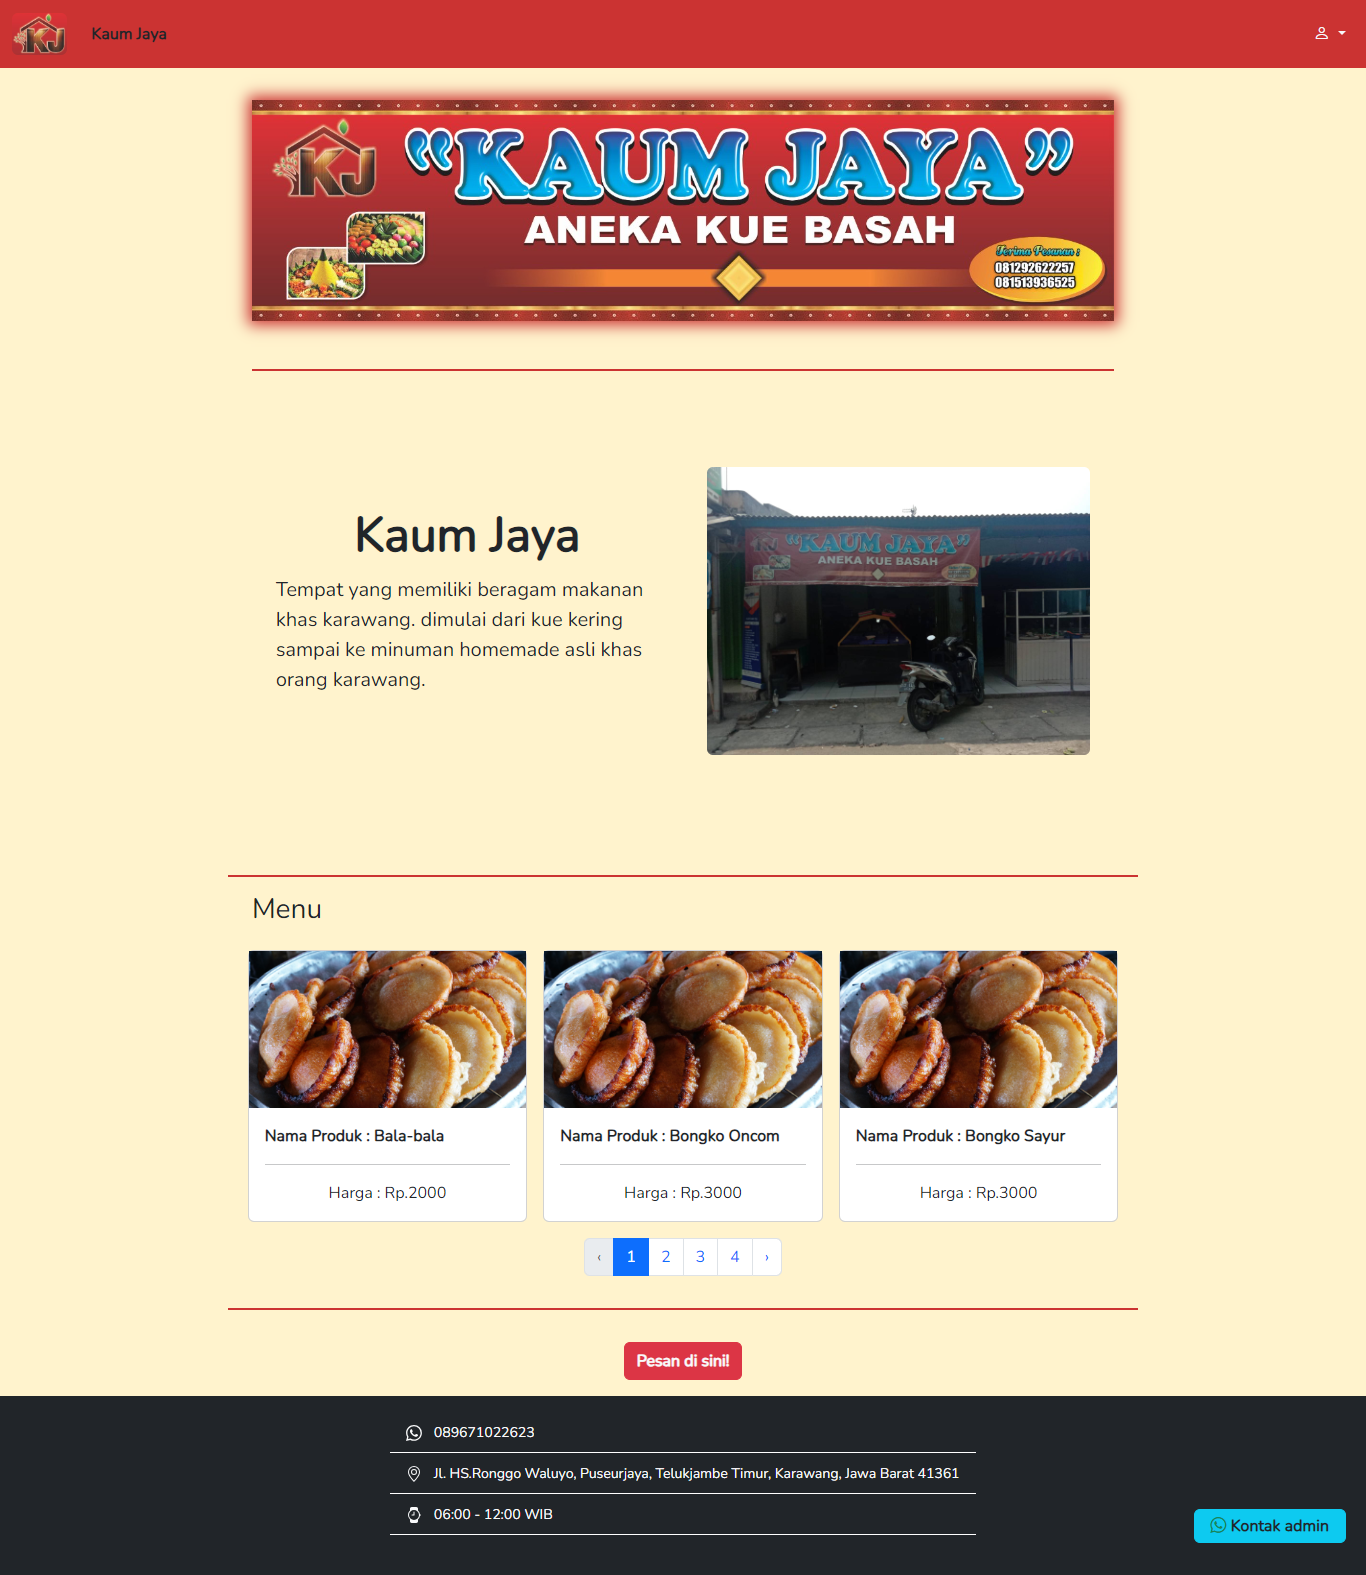 KJ
Kaum Jaya
KJ
“KAUM JAYA”
ANEKA KUE BASAH
Terima Pesanan :
081292622257
081513936525
Kaum Jaya
Tempat yang memiliki beragam makanan
khas karawang. dimulai dari kue kering
sampai ke minuman homemade asli khas
orang karawang.
“KAUM JAYA”
ANEKA KUE BASAH
Menu
Nama Produk : Bala-bala
Harga : Rp.2000
Nama Produk : Bongko Oncom
Harga : Rp.3000
Nama Produk : Bongko Sayur
Harga : Rp.3000
‹ 1 2 3 4 ›
Pesan di sini!
089671022623
Jl. HS.Ronggo Waluyo, Puseurjaya, Telukjambe Timur, Karawang, Jawa Barat 41361
06:00 - 12:00 WIB
Kontak admin